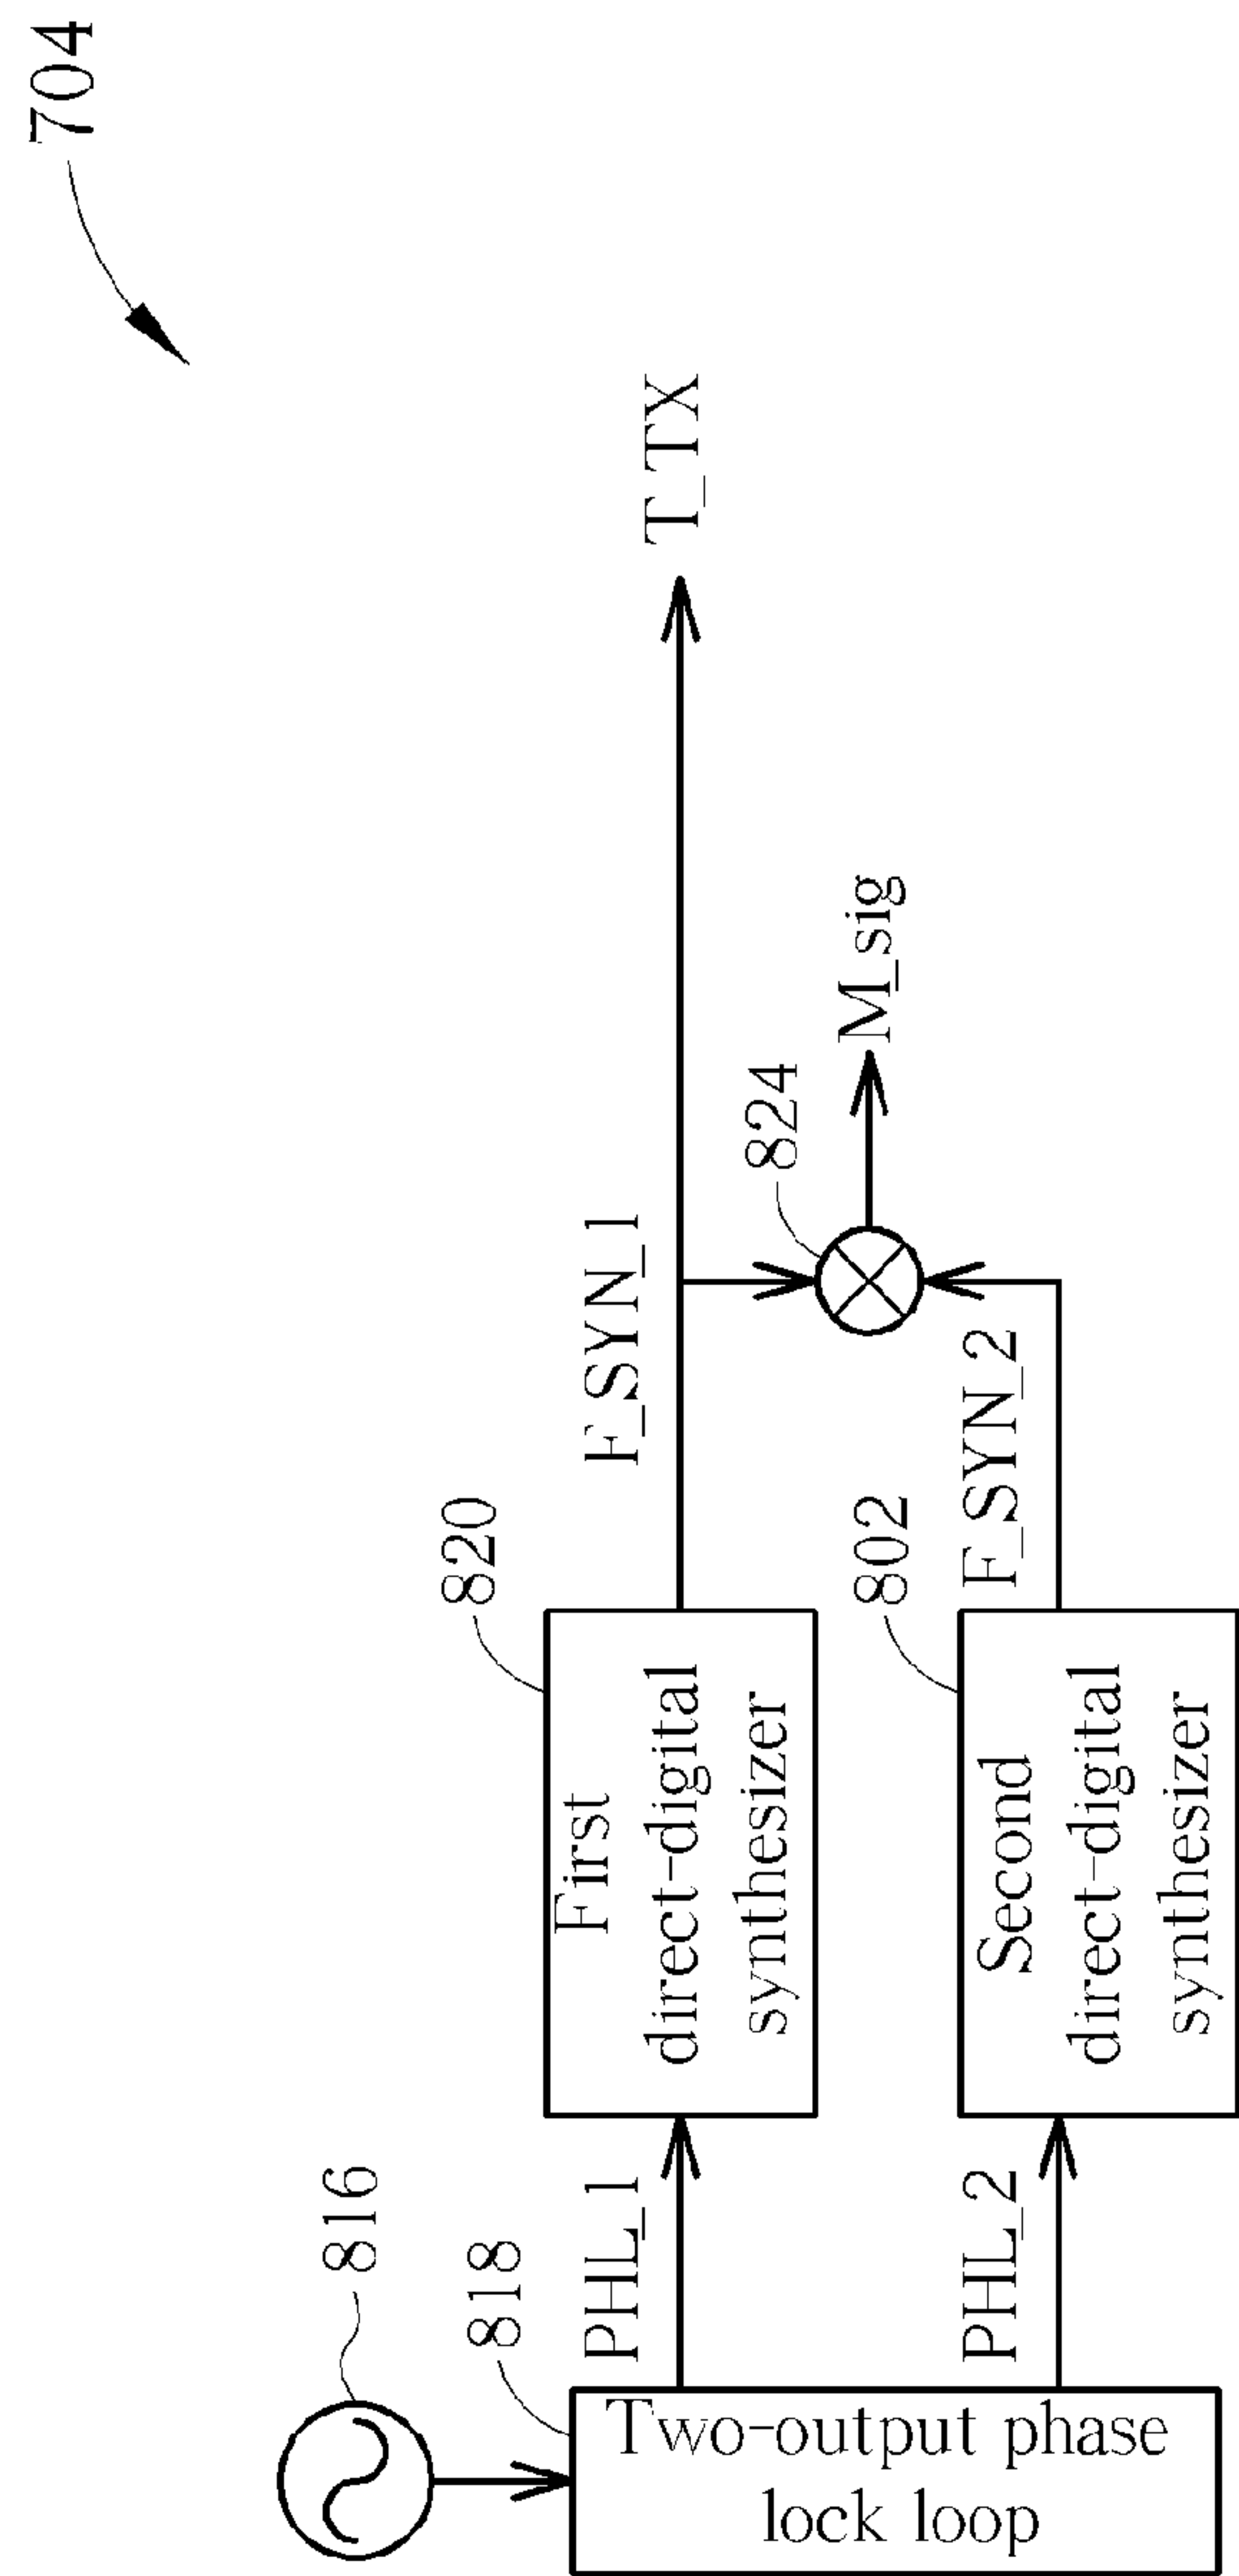 704
816
818
Two-output phase
lock loop
PHL_1
PHL_2
820
First
direct-digital
synthesizer
802
Second
direct-digital
synthesizer
F_SYN_1
F_SYN_2
824
M_sig
T_TX